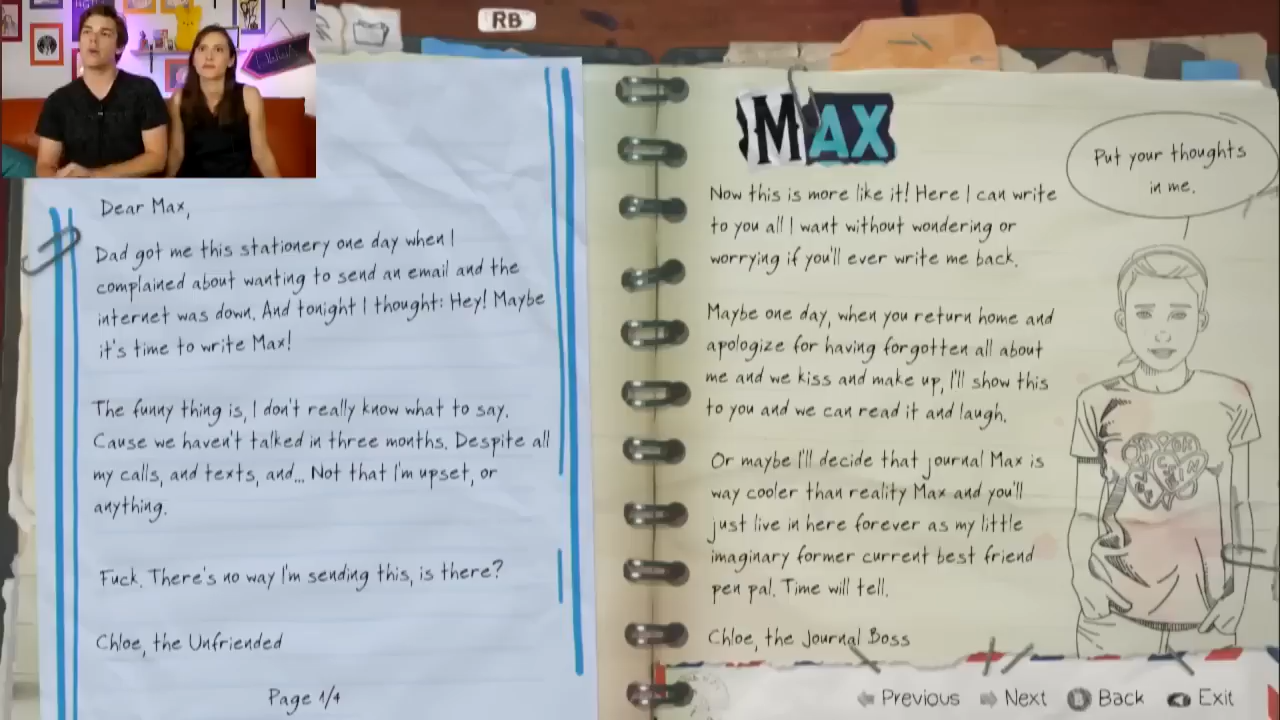 RB
Dear Max,
Dad got me this stationery one day when I
complained about wanting to send an email and the
internet was down. And tonight I thought: Hey! Maybe
it's time to write Max!
The funny thing is, I don't really know what to say.
Cause we haven't talked in three months. Despite all
my calls, and texts, and... Not that I'm upset, or
anything.
Fuck. There's no way I'm sending this, is there?
Chloe, the Unfriended
Page 1/4
MAX
Now this is more like it! Here I can write
to you all I want without wondering or
worrying if you'll ever write me back.
Maybe one day, when you return home and
apologize for having forgotten all about
me and we kiss and make up, I'll show this
to you and we can read it and laugh.
Or maybe I'll decide that journal Max is
way cooler than reality Max and you'll
just live in here forever as my little
imaginary former current best friend
pen pal. Time will tell.
Chloe, the Journal Boss
Put your thoughts
in me.
Previous
Next
B Back
Exit